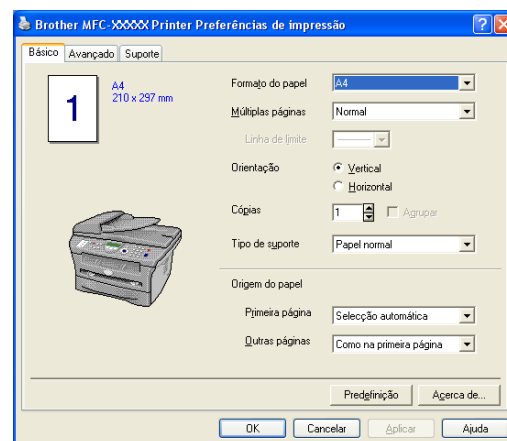 Brother MFC-XXXXX Printer Preferências de impressão
Básico Avançado Suporte
1
A4
210 x 297 mm
Formato do papel A4
Múltiplas páginas Normal
Linha de limite
Orientação Vertical
Horizontal
Cópias 1 Agrupar
Tipo de suporte Papel normal
Origem do papel
Primeira página Selecção automática
Outras páginas Como na primeira página
Predefinição Acerca de...
OK Cancelar Aplicar Ajuda